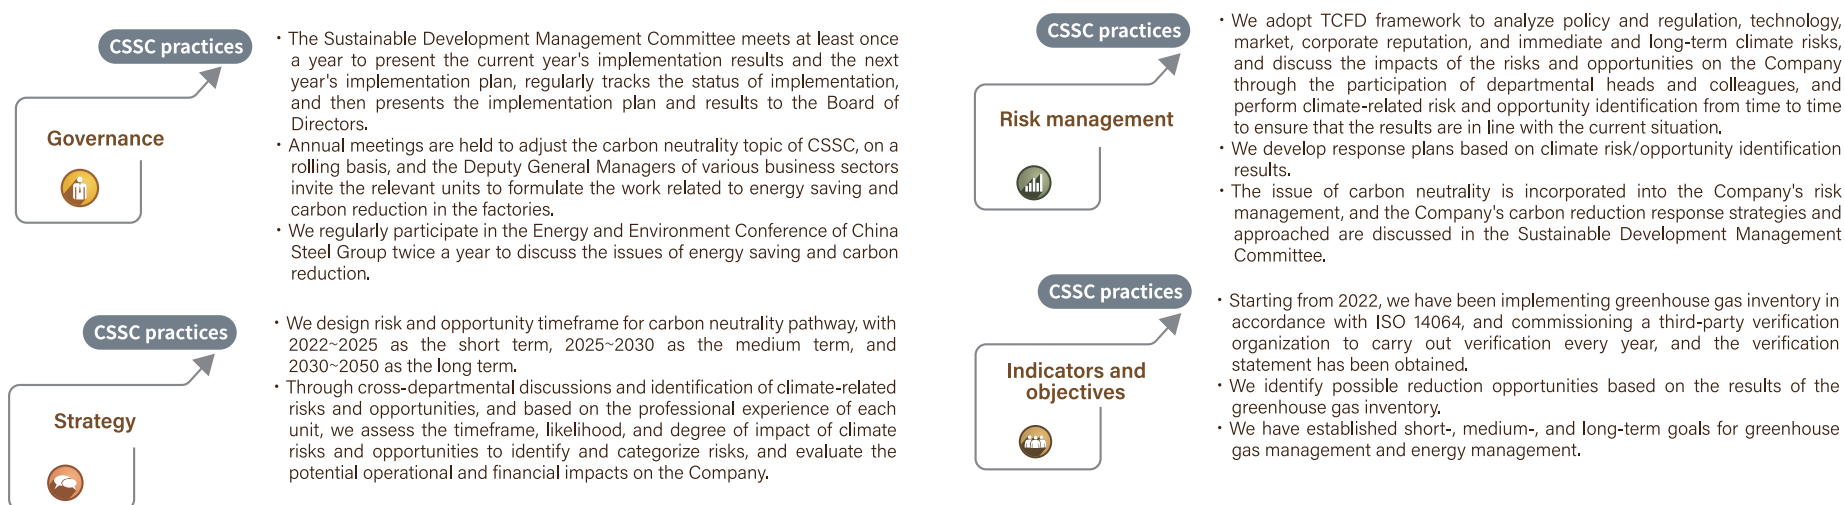 CSSC practices
Governance
· The Sustainable Development Management Committee meets at least once
a year to present the current year's implementation results and the next
year's implementation plan, regularly tracks the status of implementation,
and then presents the implementation plan and results to the Board of
Directors.
· Annual meetings are held to adjust the carbon neutrality topic of CSSC, on a
rolling basis, and the Deputy General Managers of various business sectors
invite the relevant units to formulate the work related to energy saving and
carbon reduction in the factories.
· We regularly participate in the Energy and Environment Conference of China
Steel Group twice a year to discuss the issues of energy saving and carbon
reduction.
CSSC practices
Strategy
· We design risk and opportunity timeframe for carbon neutrality pathway, with
2022~2025 as the short term, 2025~2030 as the medium term, and
2030~2050 as the long term.
· Through cross-departmental discussions and identification of climate-related
risks and opportunities, and based on the professional experience of each
unit, we assess the timeframe, likelihood, and degree of impact of climate
risks and opportunities to identify and categorize risks, and evaluate the
potential operational and financial impacts on the Company.
CSSC practices
Risk management
· We adopt TCFD framework to analyze policy and regulation, technology,
market, corporate reputation, and immediate and long-term climate risks,
and discuss the impacts of the risks and opportunities on the Company
through the participation of departmental heads and colleagues, and
perform climate-related risk and opportunity identification from time to time
to ensure that the results are in line with the current situation.
· We develop response plans based on climate risk/opportunity identification
results.
· The issue of carbon neutrality is incorporated into the Company's risk
management, and the Company's carbon reduction response strategies and
approached are discussed in the Sustainable Development Management
Committee.
CSSC practices
Indicators and
objectives
· Starting from 2022, we have been implementing greenhouse gas inventory in
accordance with ISO 14064, and commissioning a third-party verification
organization to carry out verification every year, and the verification
statement has been obtained.
· We identify possible reduction opportunities based on the results of the
greenhouse gas inventory.
· We have established short-, medium-, and long-term goals for greenhouse
gas management and energy management.